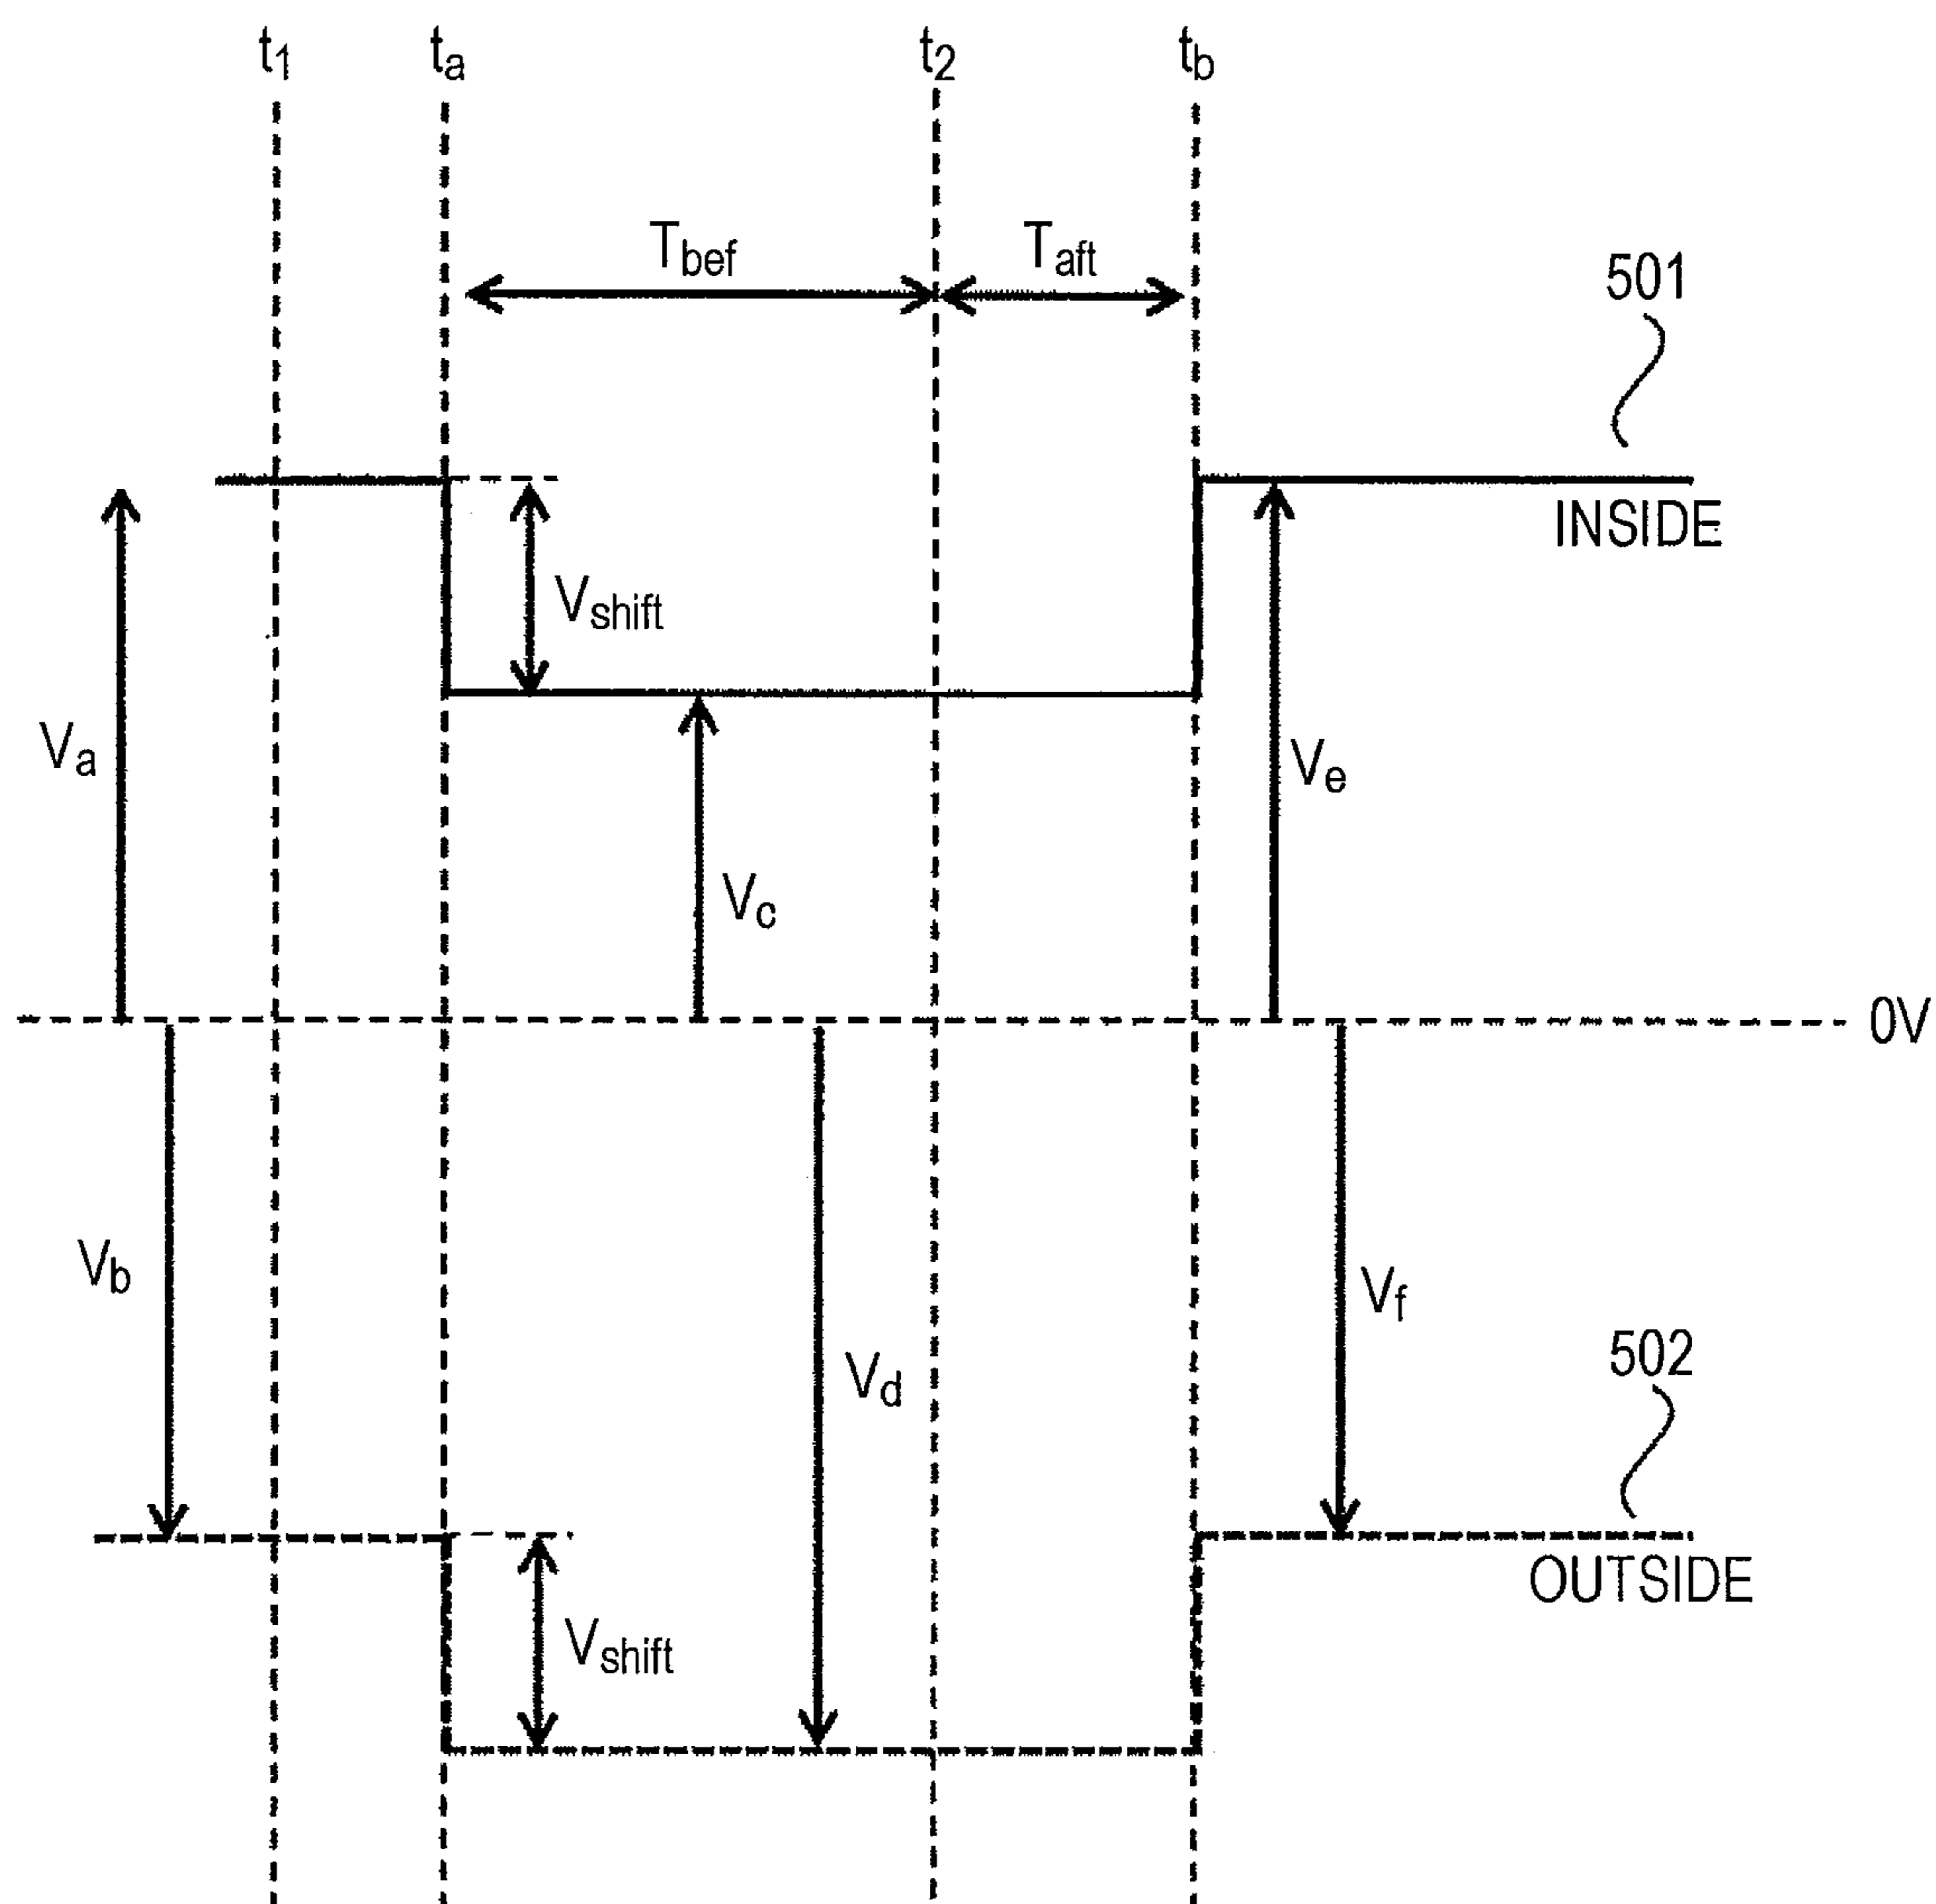 t1 ta t2 tb
Tbef Taft
501
INSIDE
Vshift
Va
Ve
Vc
0V
Vb
Vf
502
Vd
OUTSIDE
Vshift